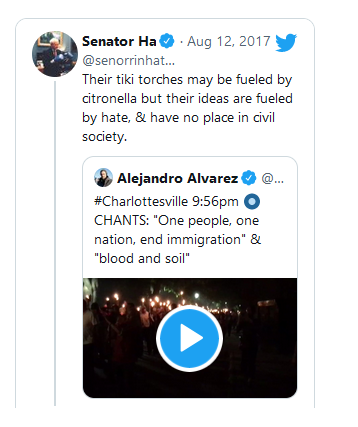 Senator Ha · Aug 12, 2017
@senorrinhat...
Their tiki torches may be fueled by
citronella but their ideas are fueled
by hate, & have no place in civil
society.
Alejandro Alvarez @...
#Charlottesville 9:56pm
CHANTS: "One people, one
nation, end immigration" &
"blood and soil"